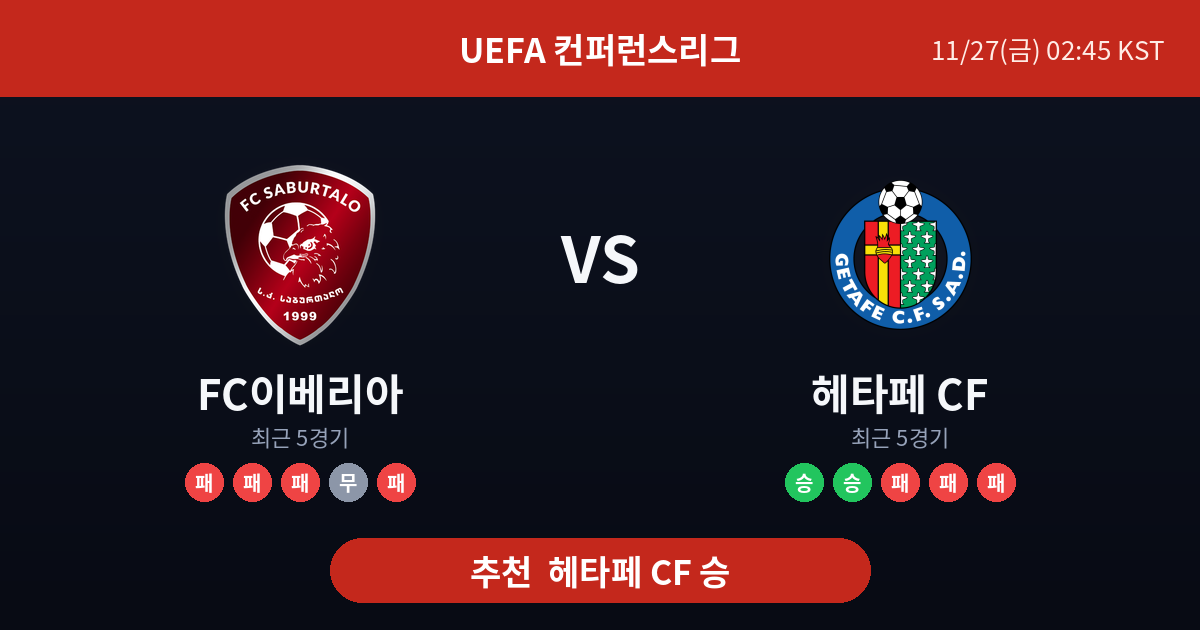 UEFA 컨퍼런스리그
11/27(금) 02:45 KST
FC SABURTALO
ს.კ. საბურთალო
1999
VS
GETAFE C.F. S.A.D.
FC이베리아
헤타페 CF
최근 5경기
최근 5경기
패 패 패 무 패
승 승 패 패 패
추천 헤타페 CF 승